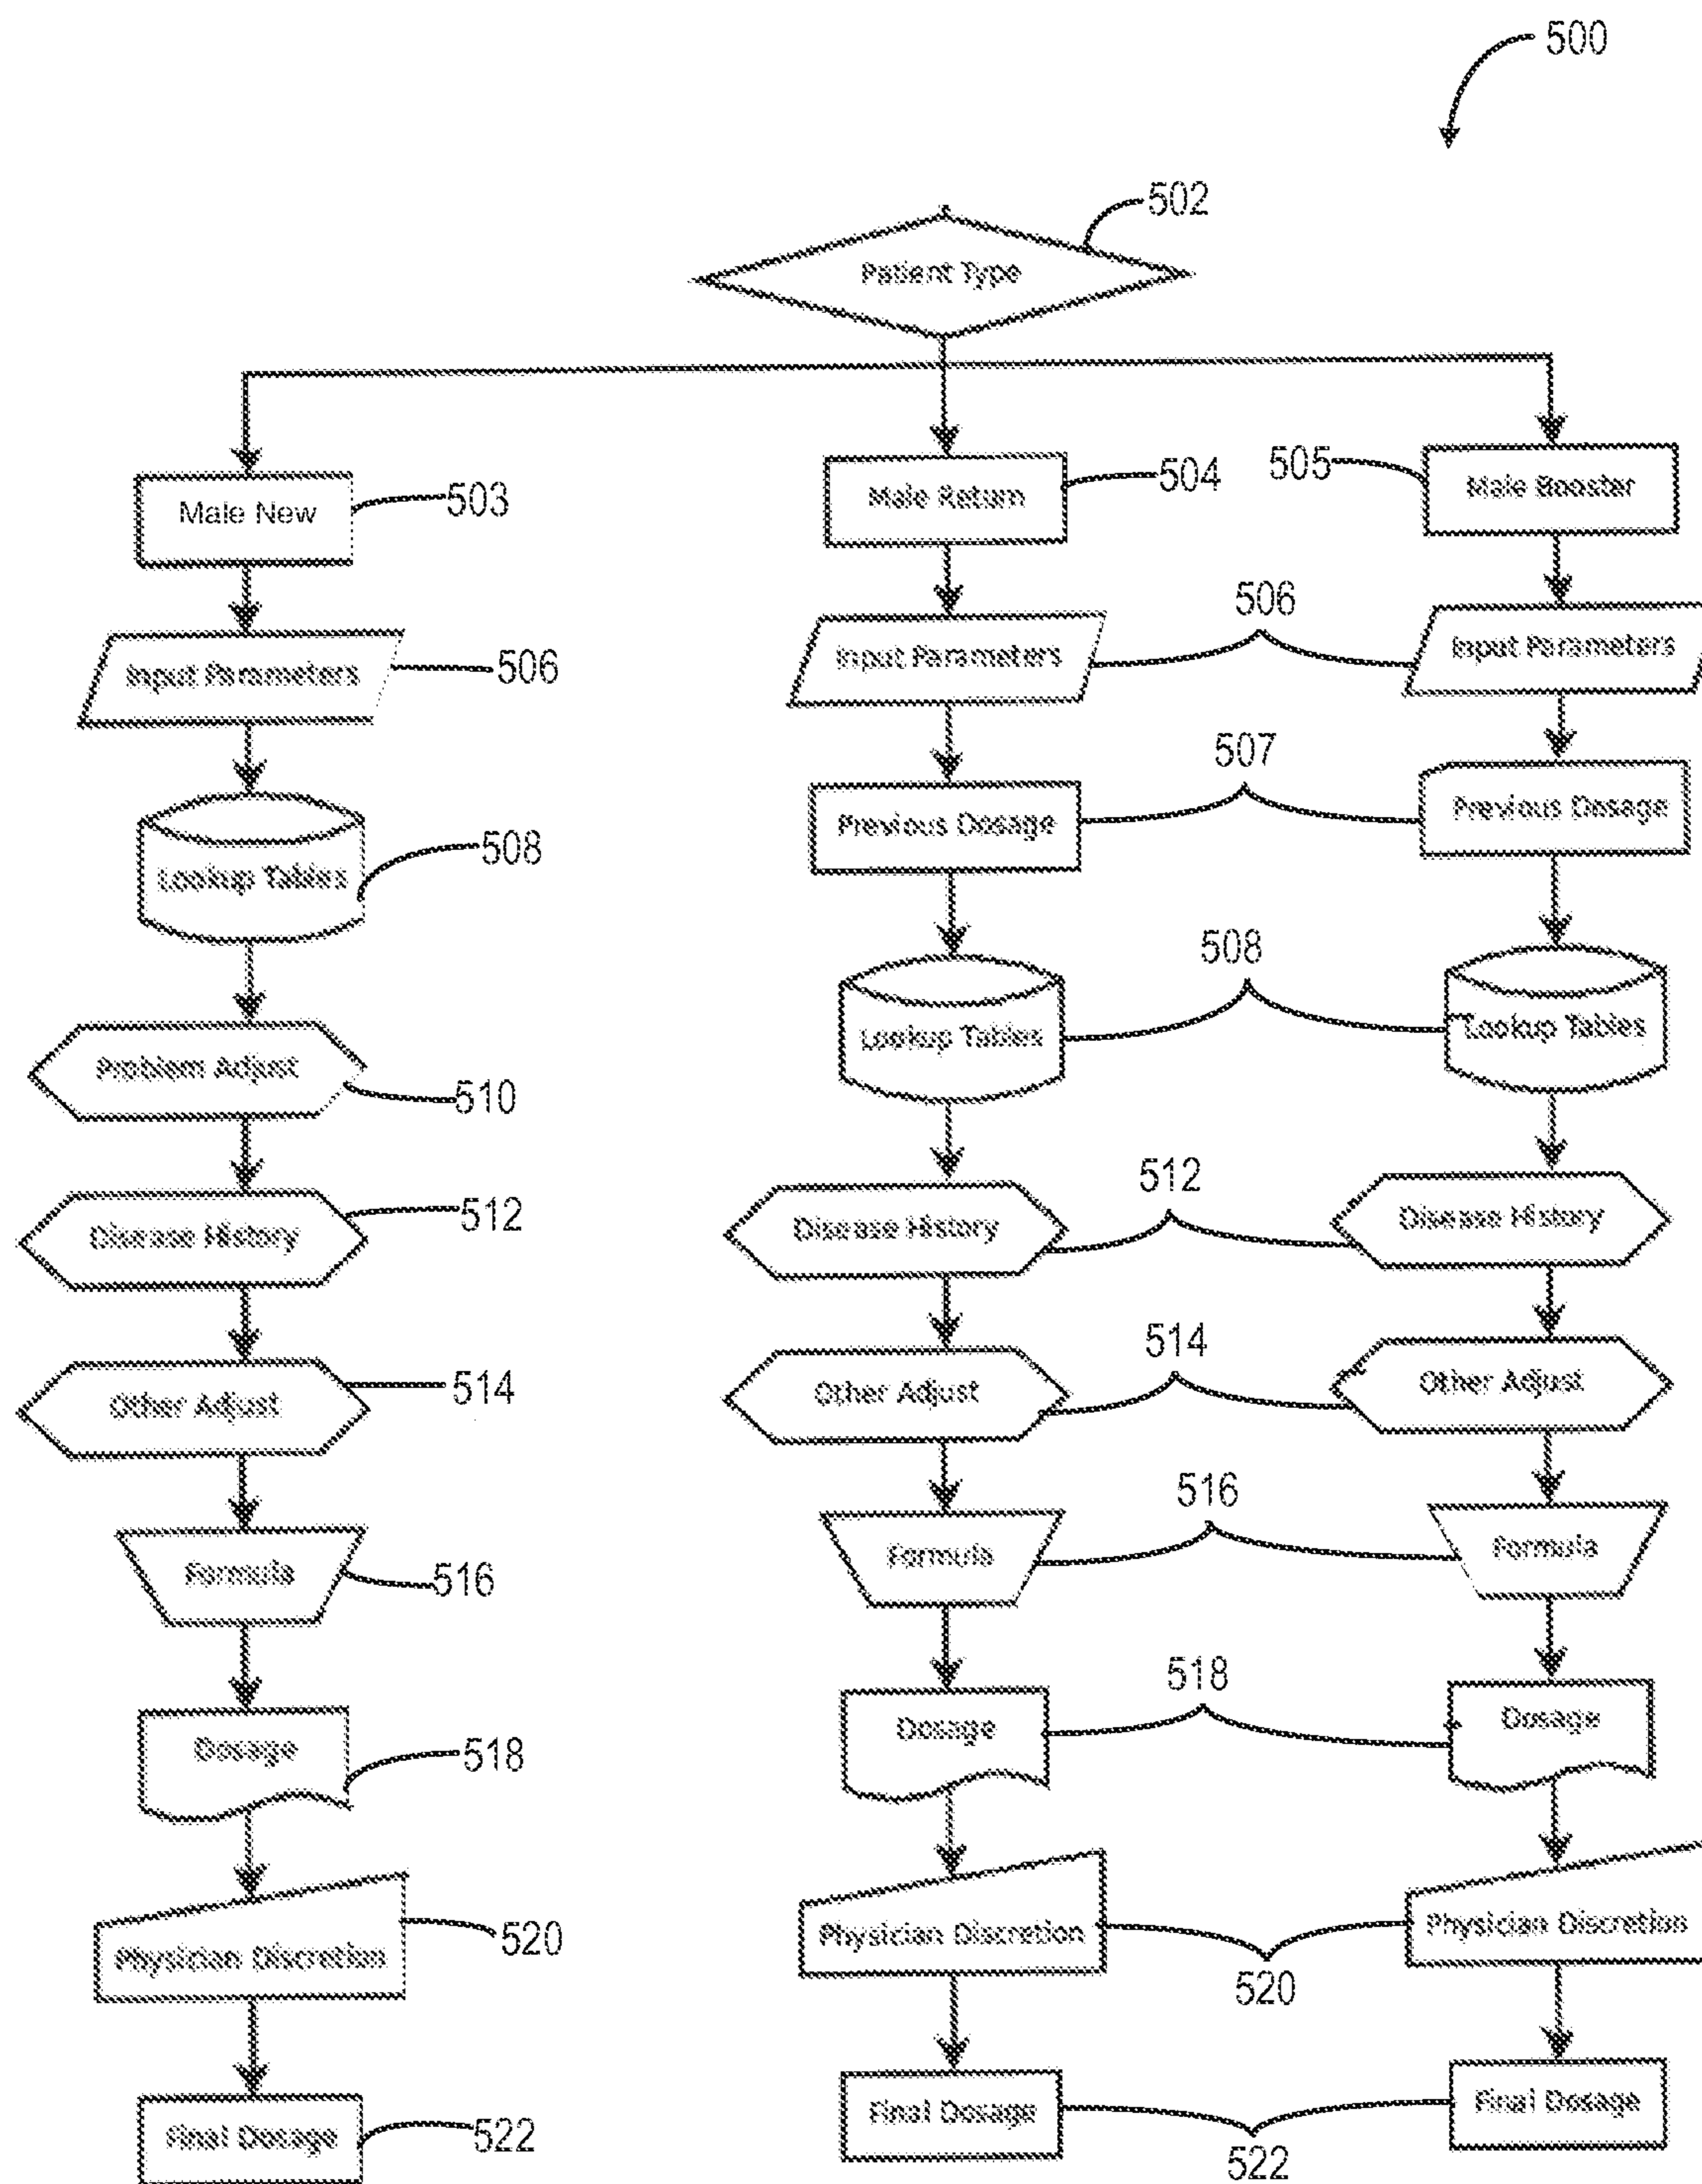 500
502
Patient Type
Male New
503
Male Return
504
505
Male Booster
Input Parameters
506
Input Parameters
506
Input Parameters
Previous Dosage
507
Previous Dosage
Lookup Tables
508
Lookup Tables
508
Lookup Tables
Problem Adjust
510
Disease History
512
Disease History
512
Disease History
Other Adjust
514
Other Adjust
514
Other Adjust
Formula
516
Formula
516
Formula
Dosage
518
Dosage
518
Dosage
Physician Discretion
520
Physician Discretion
520
Physician Discretion
Final Dosage
522
Final Dosage
522
Final Dosage